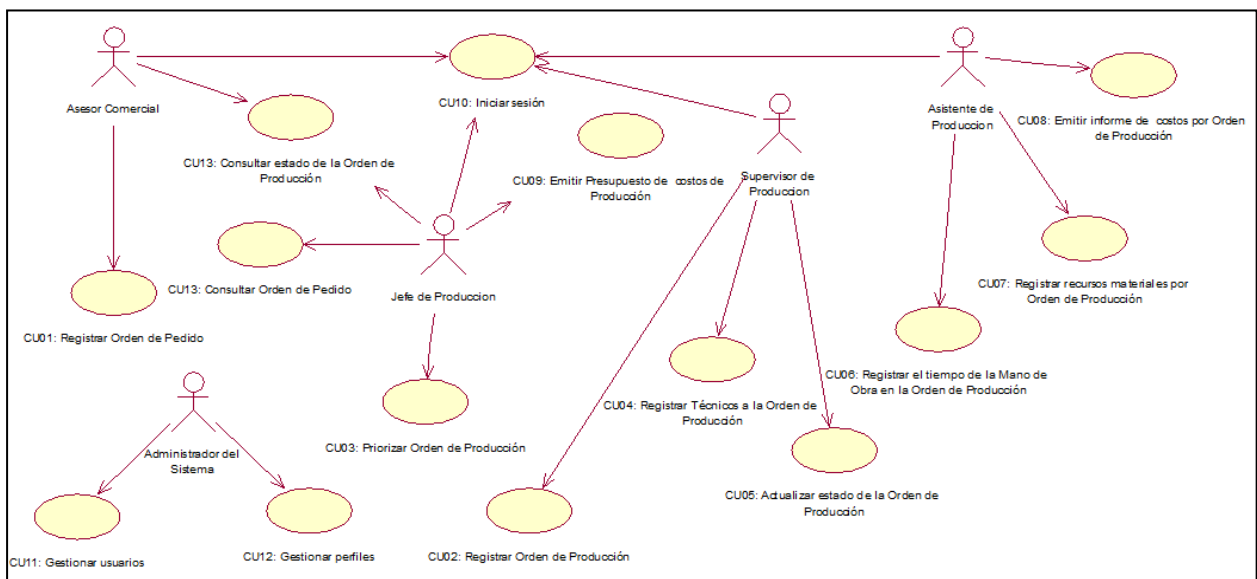 Asesor Comercial
CU10: Iniciar sesión
Asistente de
Produccion
CU08: Emitir informe de costos por Orden
de Producción
CU13: Consultar estado de la Orden de
Producción
CU09: Emitir Presupuesto de costos de
Producción
Supervisor de
Produccion
CU13: Consultar Orden de Pedido
Jefe de Produccion
CU07: Registrar recursos materiales por
Orden de Producción
CU01: Registrar Orden de Pedido
CU06: Registrar el tiempo de la Mano de
Obra en la Orden de Producción
CU04: Registrar Técnicos a la Orden de
Producción
CU03: Priorizar Orden de Producción
Administrador del
Sistema
CU05: Actualizar estado de la Orden de
Producción
CU11: Gestionar usuarios
CU12: Gestionar perfiles
CU02: Registrar Orden de Producción